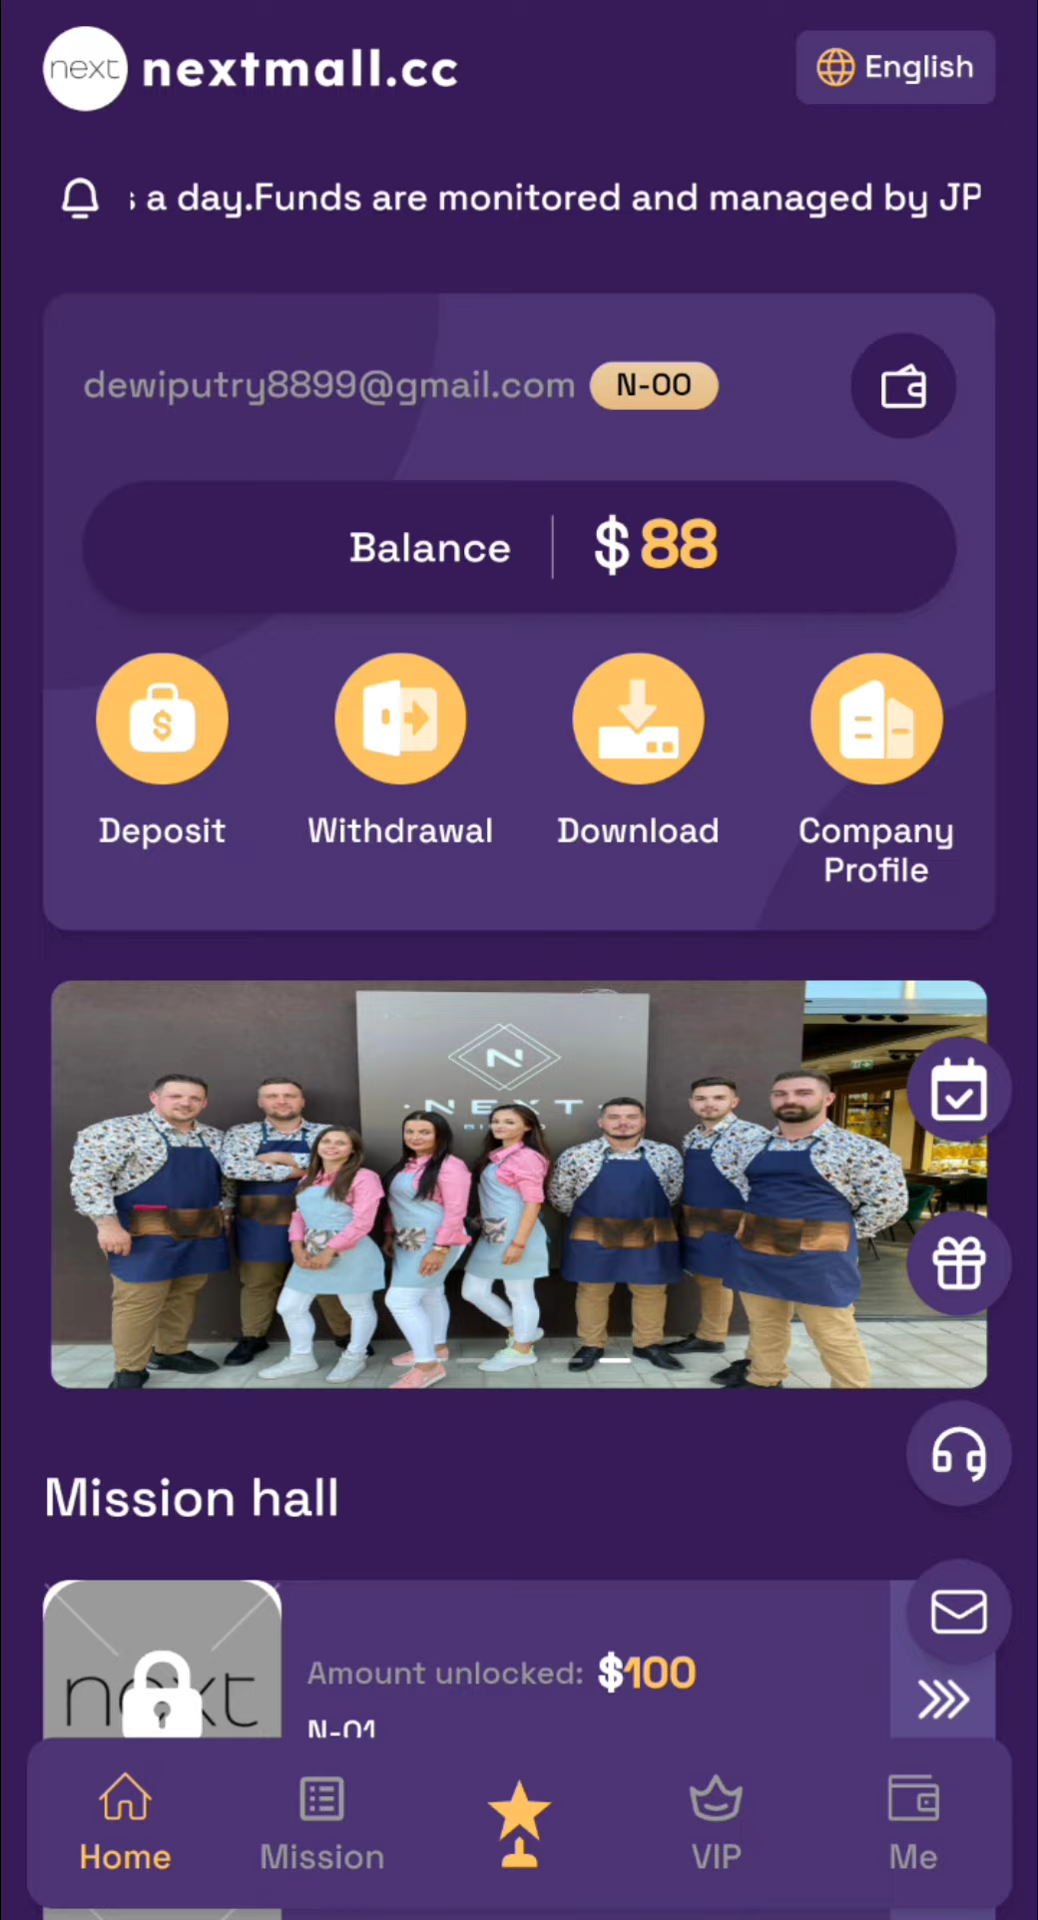 next nextmall.cc
English
s a day.Funds are monitored and managed by JP
dewiputry8899@gmail.com N-00
Balance $88
Deposit
Withdrawal
Download
Company
Profile
N
NEXT
Mission hall
next
Amount unlocked: $100
N-01
Home
Mission
VIP
Me